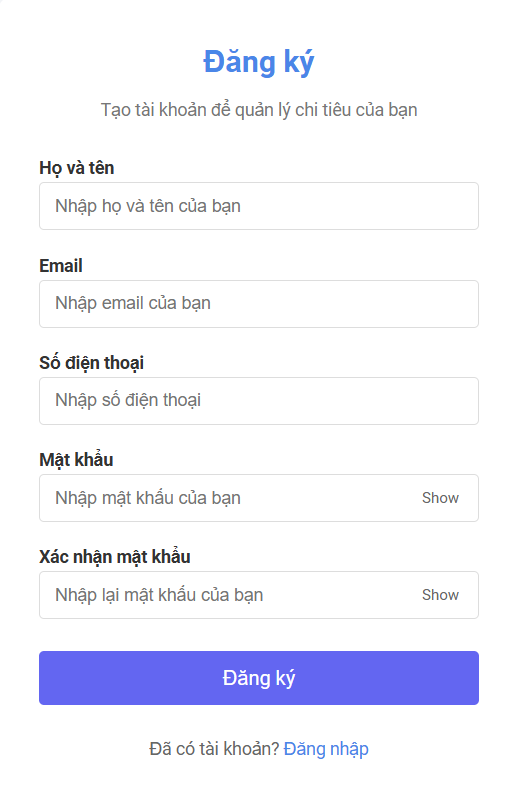 Đăng ký
Tạo tài khoản để quản lý chi tiêu của bạn
Họ và tên
Nhập họ và tên của bạn
Email
Nhập email của bạn
Số điện thoại
Nhập số điện thoại
Mật khẩu
Nhập mật khẩu của bạn Show
Xác nhận mật khẩu
Nhập lại mật khẩu của bạn Show
Đăng ký
Đã có tài khoản? Đăng nhập